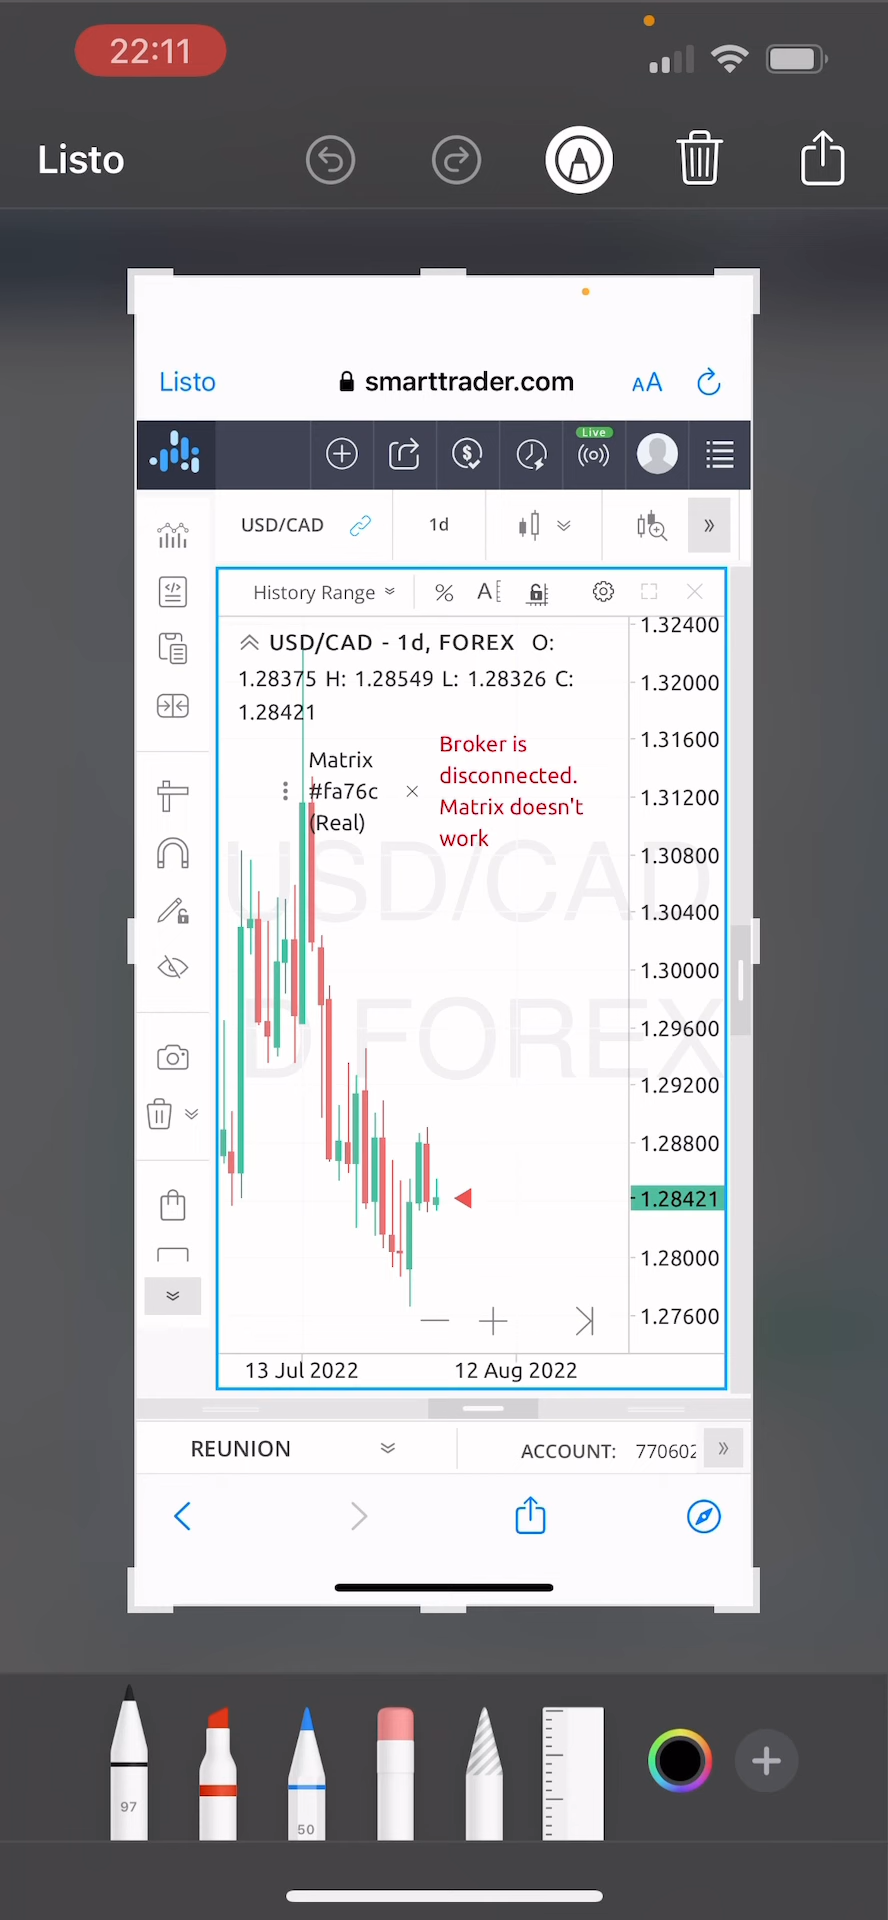 22:11
Listo
Listo
smarttrader.com
AA
Live
USD/CAD
1d
History Range
%
A
USD/CAD - 1d, FOREX O:
1.28375 H: 1.28549 L: 1.28326 C:
1.28421
Matrix
#fa76c
(Real)
Broker is
disconnected.
Matrix doesn't
work
USD/CAD
D FOREX
1.32400
1.32000
1.31600
1.31200
1.30800
1.30400
1.30000
1.29600
1.29200
1.28800
1.28421
1.28000
1.27600
13 Jul 2022
12 Aug 2022
REUNION
ACCOUNT: 770602
97
50